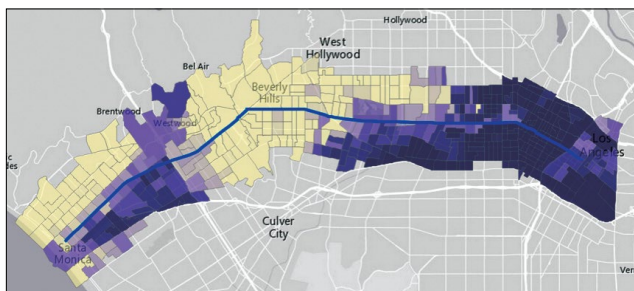 Hollywood
West
Hollywood
Bel Air
Beverly
Hills
Brentwood
Westwood
Los
Angeles
Culver
City
Santa
Monica